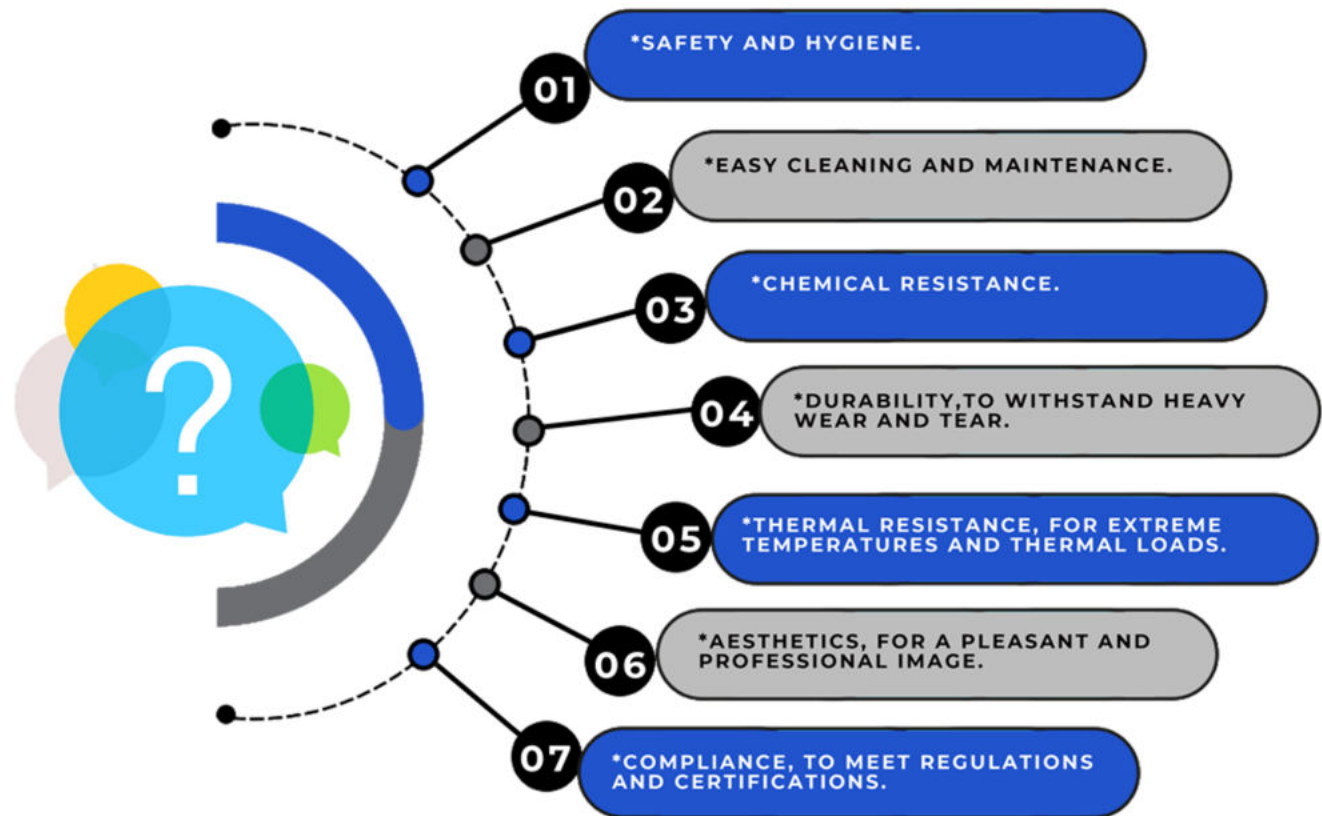 ?
01
*SAFETY AND HYGIENE.
02
*EASY CLEANING AND MAINTENANCE.
03
*CHEMICAL RESISTANCE.
04
*DURABILITY,TO WITHSTAND HEAVY
WEAR AND TEAR.
05
*THERMAL RESISTANCE, FOR EXTREME
TEMPERATURES AND THERMAL LOADS.
06
*AESTHETICS, FOR A PLEASANT AND
PROFESSIONAL IMAGE.
07
*COMPLIANCE, TO MEET REGULATIONS
AND CERTIFICATIONS.